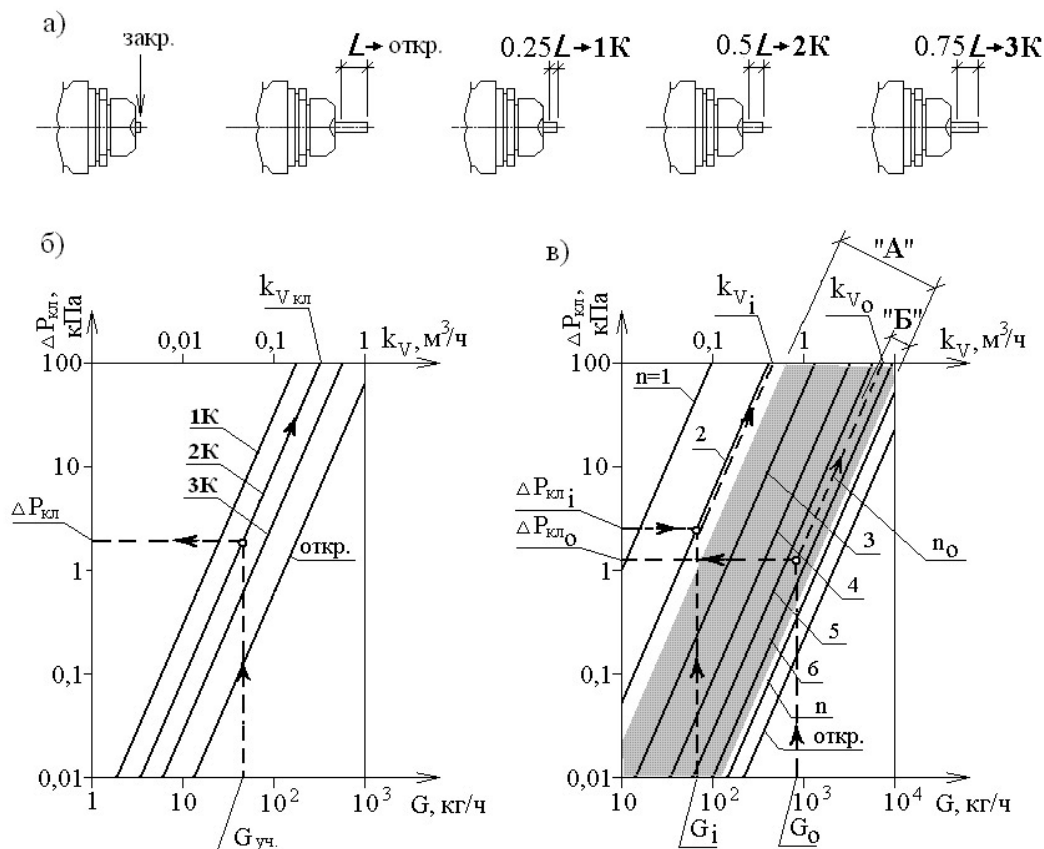 а)
закр.
L→откр.
0.25L→1К
0.5L→2К
0.75L→3К
б)
ΔPкл, кПа
kV кл
0,01
0,1
1
kV, м³/ч
100
10
1
0,1
0,01
1К
2К
3К
откр.
ΔPкл
1
10
10²
10³
G, кг/ч
Gуч.
в)
"А"
"Б"
ΔPкл, кПа
kVi
kVo
0,1
1
kV, м³/ч
100
10
1
0,1
0,01
n=1
2
ΔPклi
ΔPклo
3
no
4
5
6
n
откр.
10
10²
10³
10⁴
G, кг/ч
Gi
Go